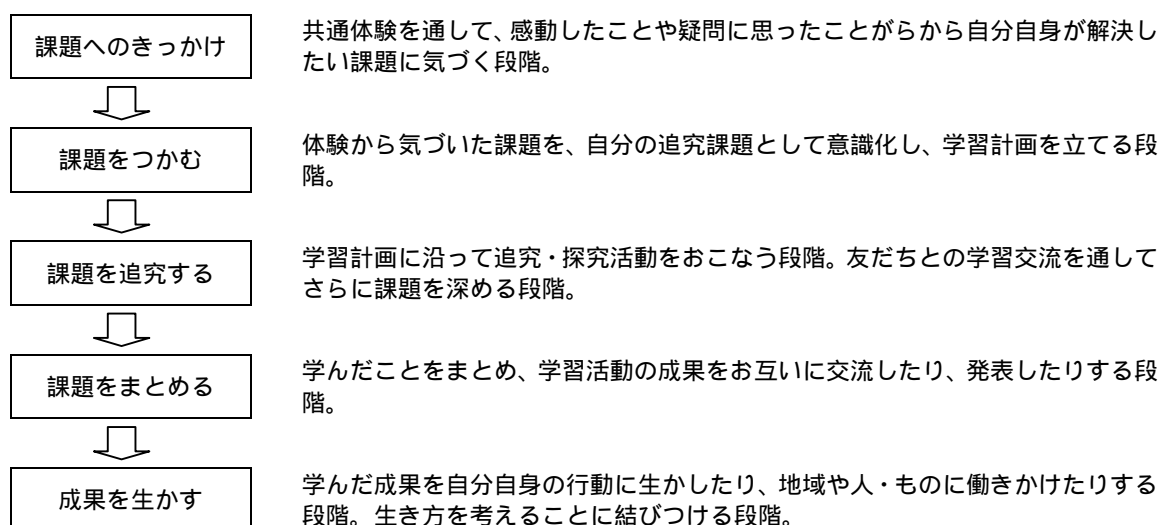 課題へのきっかけ
共通体験を通して、感動したことや疑問に思ったことがらから自分自身が解決し
たい課題に気づく段階。
課題をつかむ
体験から気づいた課題を、自分の追究課題として意識化し、学習計画を立てる段
階。
課題を追究する
学習計画に沿って追究・探究活動をおこなう段階。友だちとの学習交流を通して
さらに課題を深める段階。
課題をまとめる
学んだことをまとめ、学習活動の成果をお互いに交流したり、発表したりする段
階。
成果を生かす
学んだ成果を自分自身の行動に生かしたり、地域や人・ものに働きかけたりする
段階。生き方を考えることに結びつける段階。